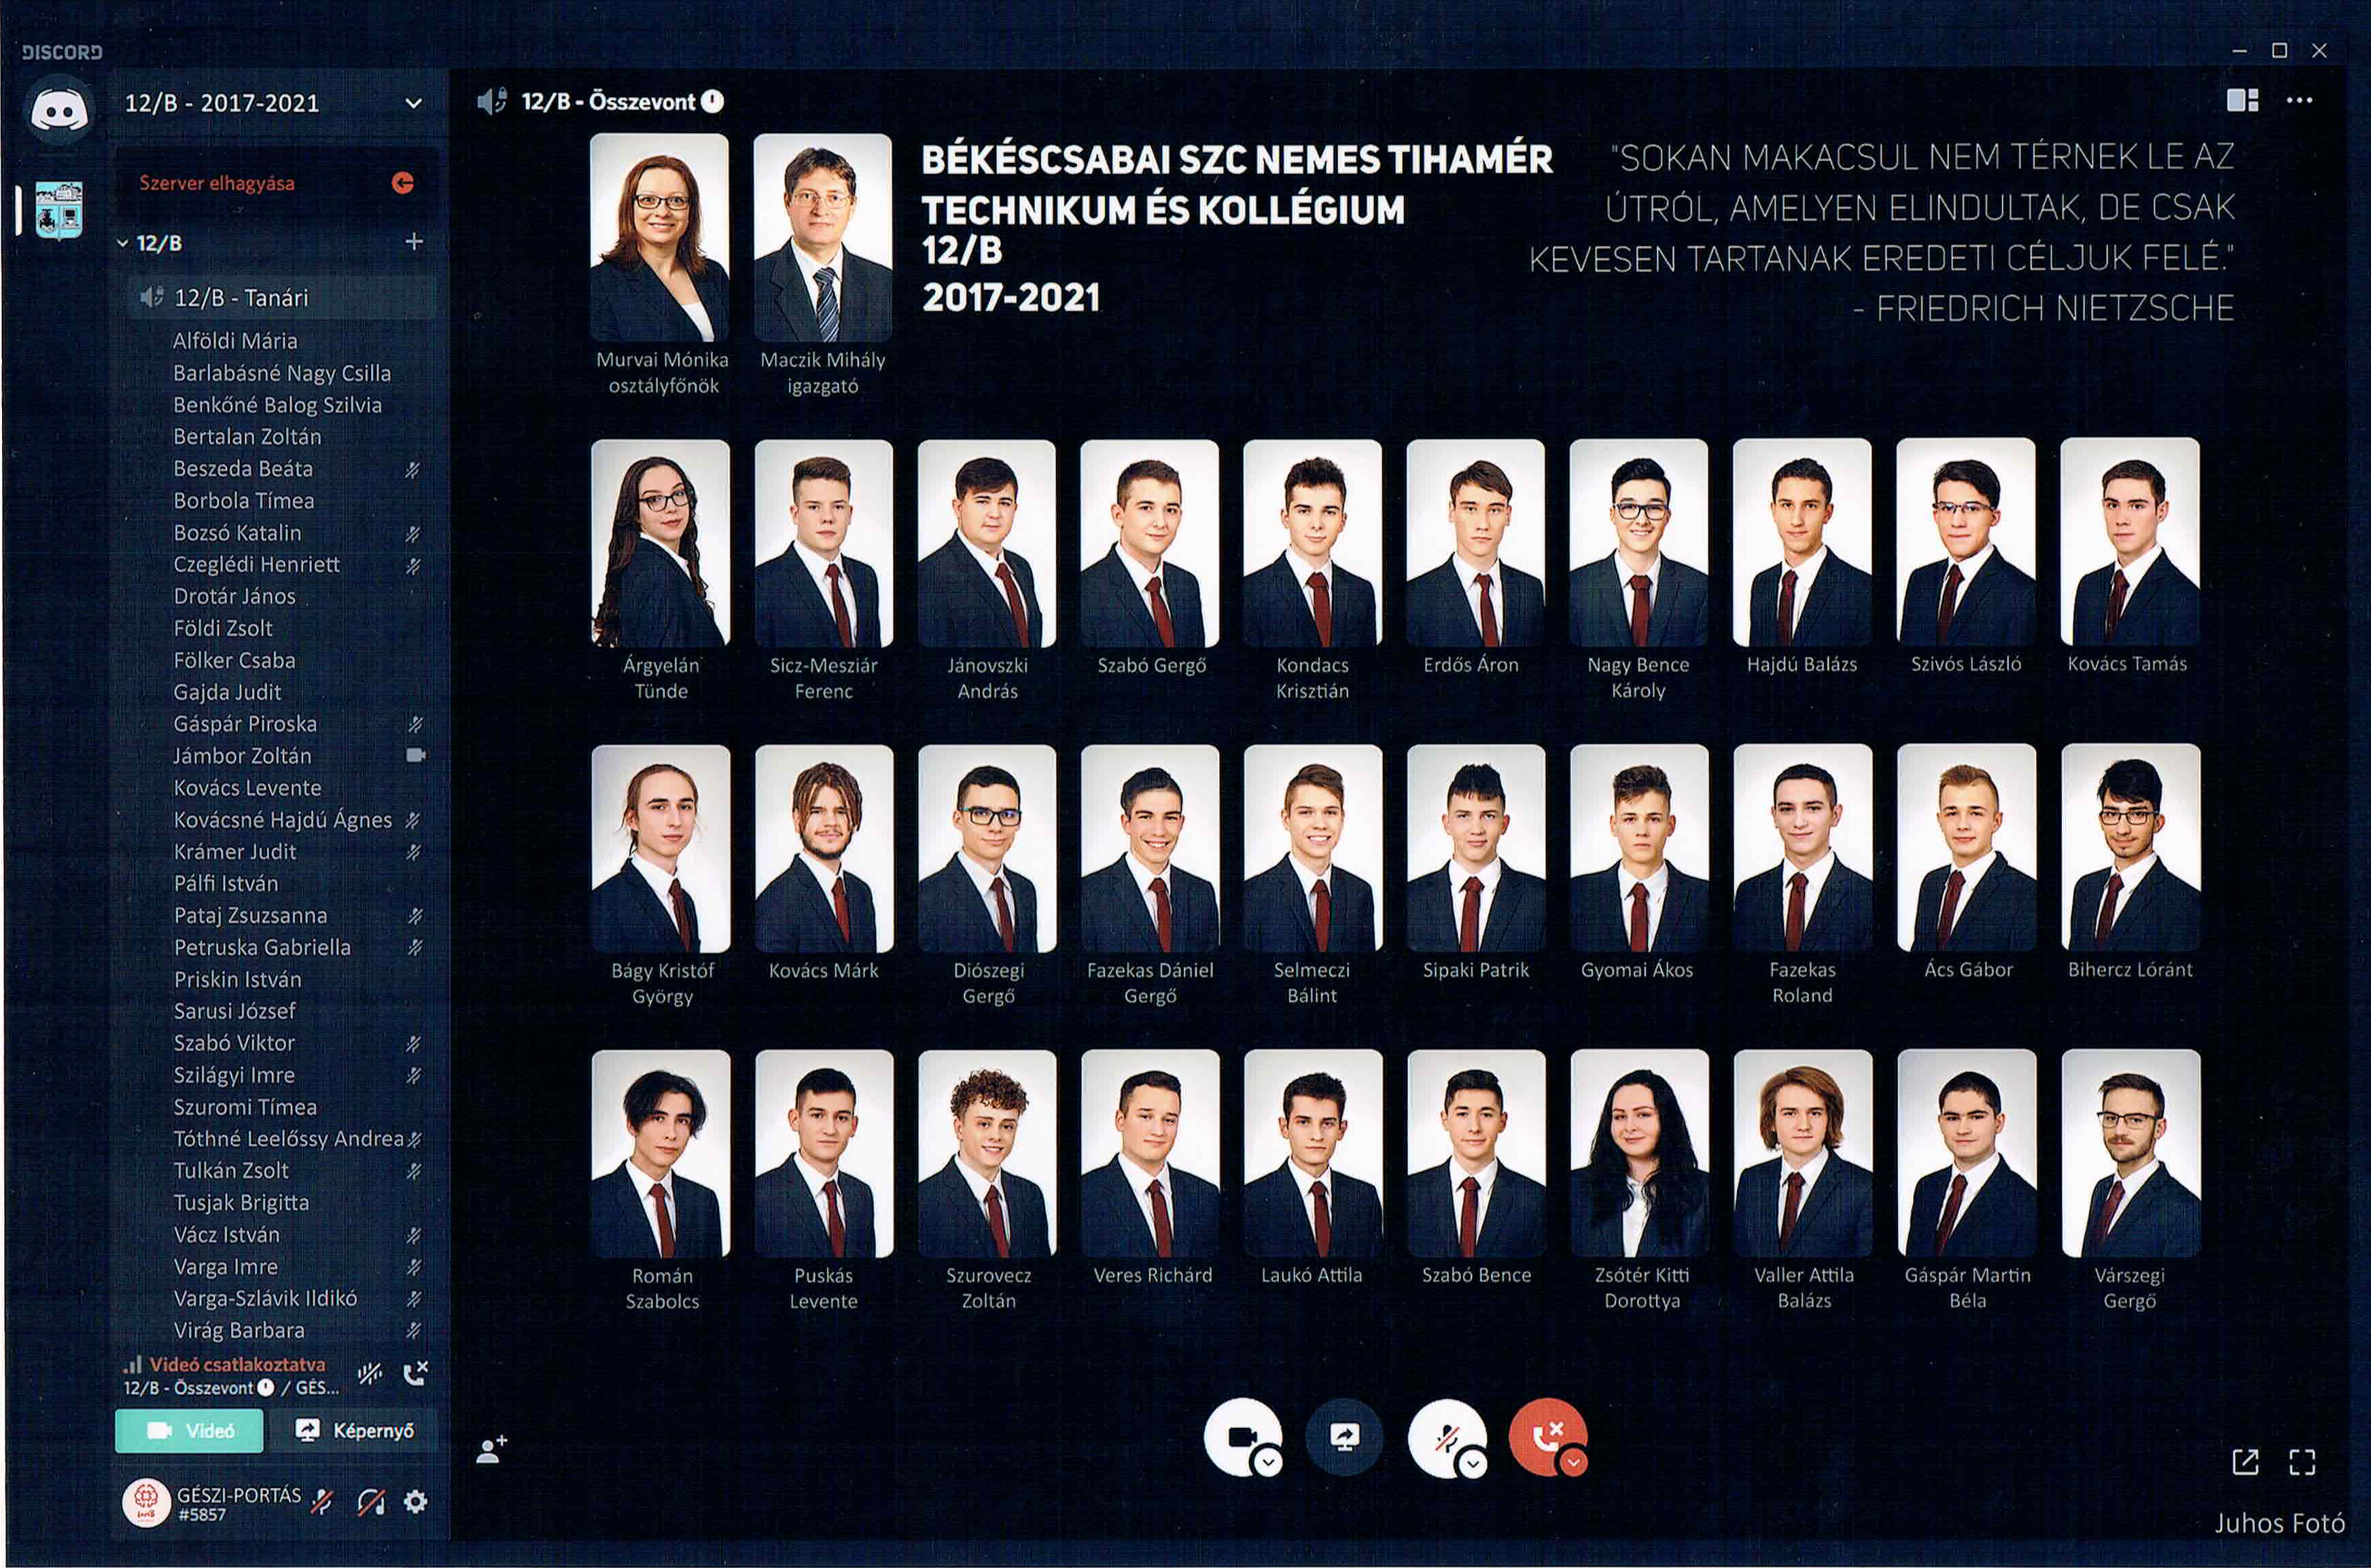 DISCORD
12/B - 2017-2021
Szerver elhagyása
12/B
12/B - Tanári
Alföldi Mária
Barlabásné Nagy Csilla
Benkőné Balog Szilvia
Bertalan Zoltán
Beszeda Beáta
Borbola Tímea
Bozsó Katalin
Czeglédi Henriett
Drotár János
Földi Zsolt
Fölker Csaba
Gajda Judit
Gáspár Piroska
Jámbor Zoltán
Kovács Levente
Kovácsné Hajdú Ágnes
Krámer Judit
Pálfi István
Pataj Zsuzsanna
Petruska Gabriella
Priskin István
Sarusi József
Szabó Viktor
Szilágyi Imre
Szuromi Tímea
Tóthné Leelőssy Andrea
Tulkán Zsolt
Tusjak Brigitta
Vácz István
Varga Imre
Varga-Szlávik Ildikó
Virág Barbara
Videó csatlakoztatva
12/B - Összevont / GÉS...
Videó
Képernyő
GÉSZI-PORTÁS
#5857
12/B - Összevont
BÉKÉSCSABAI SZC NEMES TIHAMÉR
TECHNIKUM ÉS KOLLÉGIUM
12/B
2017-2021
"SOKAN MAKACSUL NEM TÉRNEK LE AZ
ÚTRÓL, AMELYEN ELINDULTAK, DE CSAK
KEVESEN TARTANAK EREDETI CÉLJUK FELÉ."
- FRIEDRICH NIETZSCHE
Murvai Mónika
osztályfőnök
Maczik Mihály
igazgató
Árgyelán
Tünde
Sicz-Mesziár
Ferenc
Jánovszki
András
Szabó Gergő
Kondacs
Krisztián
Erdős Áron
Nagy Bence
Károly
Hajdú Balázs
Szivós László
Kovács Tamás
Bágy Kristóf
György
Kovács Márk
Diószegi
Gergő
Fazekas Dániel
Gergő
Selmeczi
Bálint
Sipaki Patrik
Gyomai Ákos
Fazekas
Roland
Ács Gábor
Bihercz Lóránt
Román
Szabolcs
Puskás
Levente
Szurovecz
Zoltán
Veres Richárd
Laukó Attila
Szabó Bence
Zsótér Kitti
Dorottya
Valler Attila
Balázs
Gáspár Martin
Béla
Várszegi
Gergő
Juhos Fotó